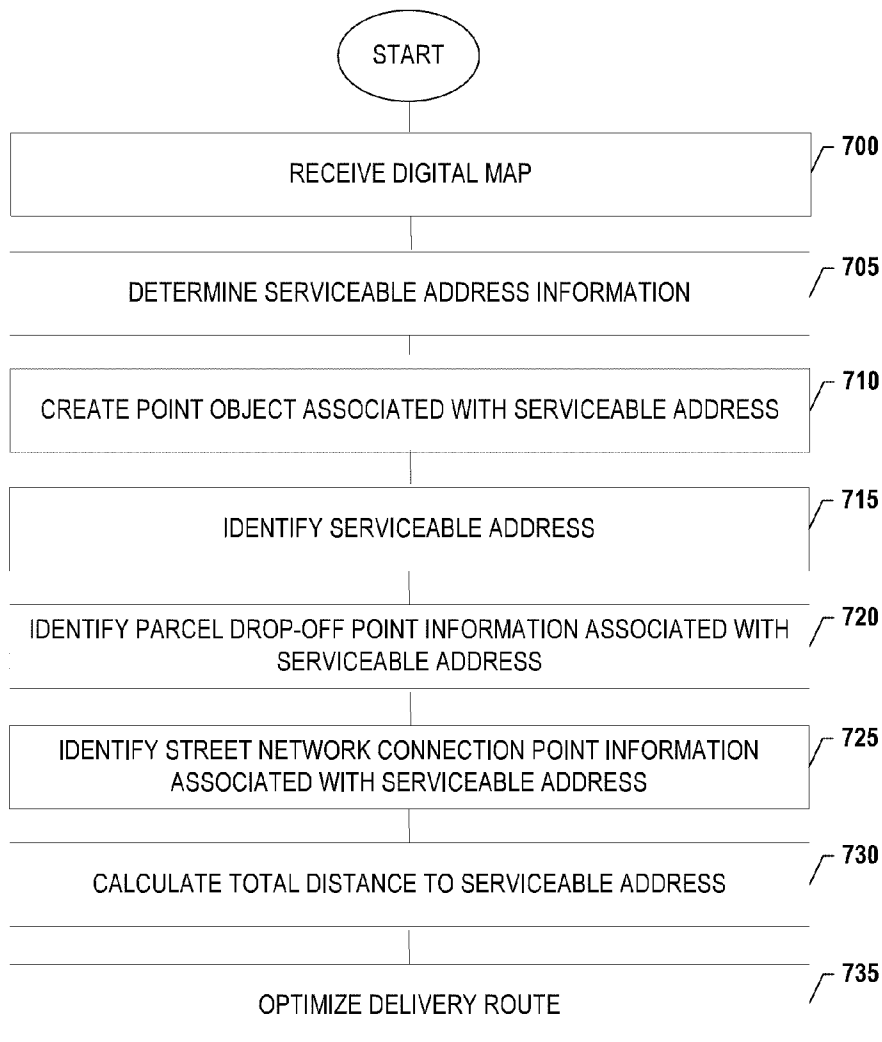 START
700
RECEIVE DIGITAL MAP
705
DETERMINE SERVICEABLE ADDRESS INFORMATION
710
CREATE POINT OBJECT ASSOCIATED WITH SERVICEABLE ADDRESS
715
IDENTIFY SERVICEABLE ADDRESS
720
IDENTIFY PARCEL DROP-OFF POINT INFORMATION ASSOCIATED WITH
SERVICEABLE ADDRESS
725
IDENTIFY STREET NETWORK CONNECTION POINT INFORMATION
ASSOCIATED WITH SERVICEABLE ADDRESS
730
CALCULATE TOTAL DISTANCE TO SERVICEABLE ADDRESS
735
OPTIMIZE DELIVERY ROUTE